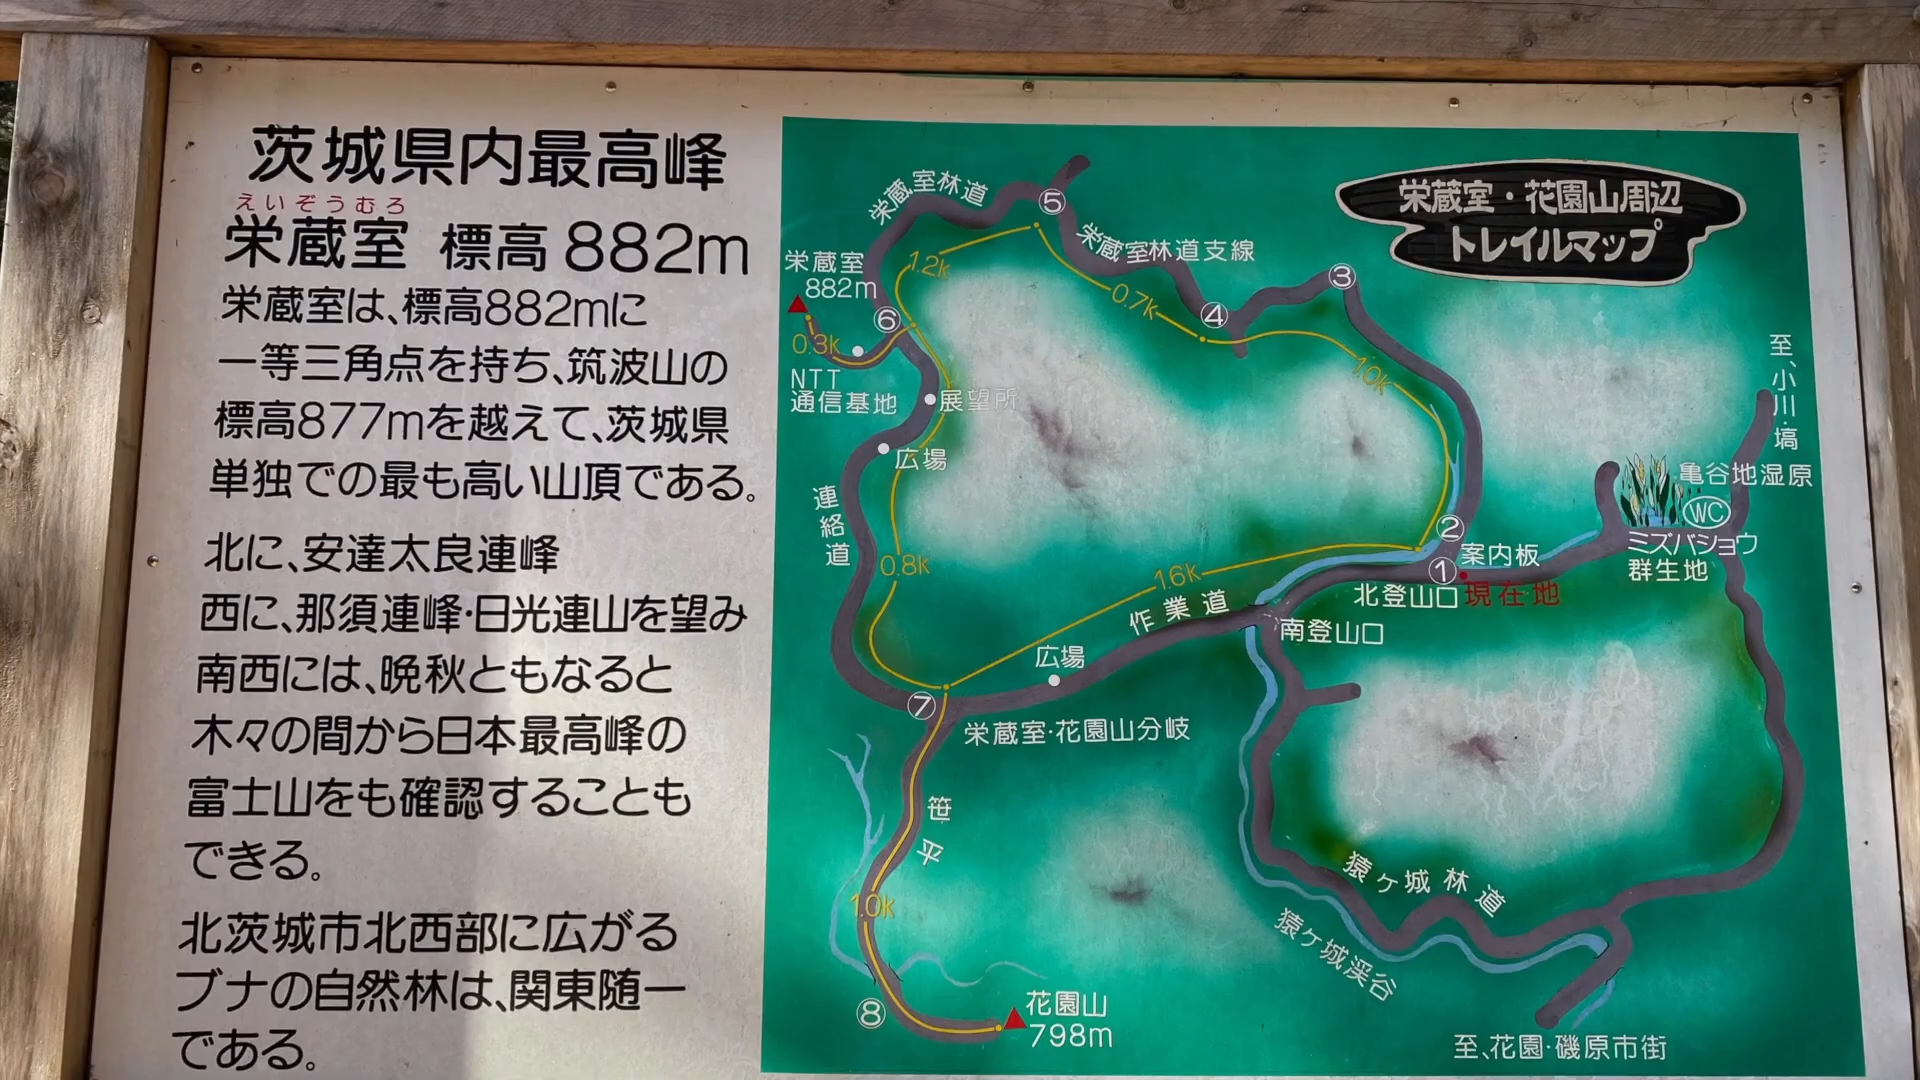 茨城県内最高峰
えいぞうむろ
栄蔵室 標高882m
栄蔵室は、標高882mに
一等三角点を持ち、筑波山の
標高877mを越えて、茨城県
単独での最も高い山頂である。
北に、安達太良連峰
西に、那須連峰・日光連山を望み
南西には、晩秋ともなると
木々の間から日本最高峰の
富士山をも確認することも
できる。
北茨城市北西部に広がる
ブナの自然林は、関東随一
である。
栄蔵室・花園山周辺
トレイルマップ
栄蔵室林道
⑤
栄蔵室林道支線
栄蔵室
882m
1.2k
0.7k
③
④
⑥
0.3k
NTT
通信基地
展望所
1.0k
広場
連絡道
0.8k
1.6k
作業道
②
案内板
①
北登山口
現在地
南登山口
至、小川・塙
亀谷地湿原
WC
ミズバショウ
群生地
広場
⑦
栄蔵室・花園山分岐
笹平
1.0k
⑧
花園山
798m
猿ヶ城林道
猿ケ城渓谷
至、花園・磯原市街